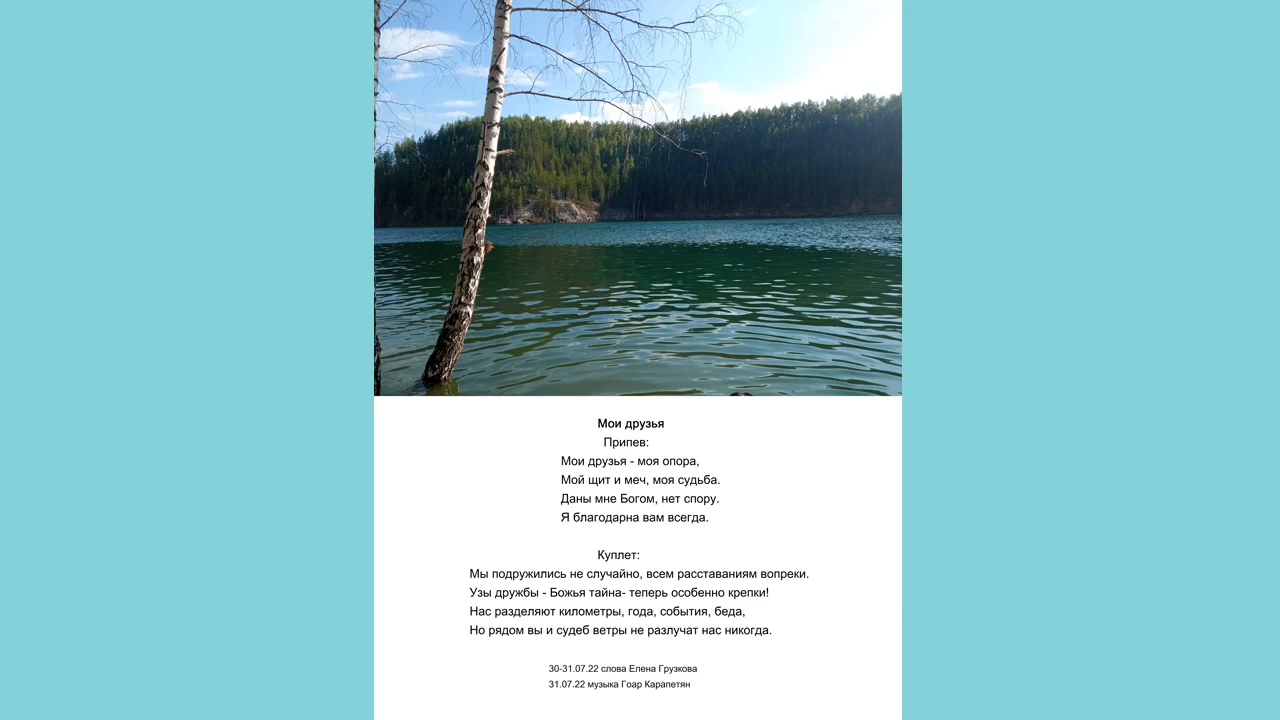 Мои друзья
Припев:
Мои друзья - моя опора,
Мой щит и меч, моя судьба.
Даны мне Богом, нет спору.
Я благодарна вам всегда.
Куплет:
Мы подружились не случайно, всем расставаниям вопреки.
Узы дружбы - Божья тайна- теперь особенно крепки!
Нас разделяют километры, года, события, беда,
Но рядом вы и судеб ветры не разлучат нас никогда.
30-31.07.22 слова Елена Грузкова
31.07.22 музыка Гоар Карапетян